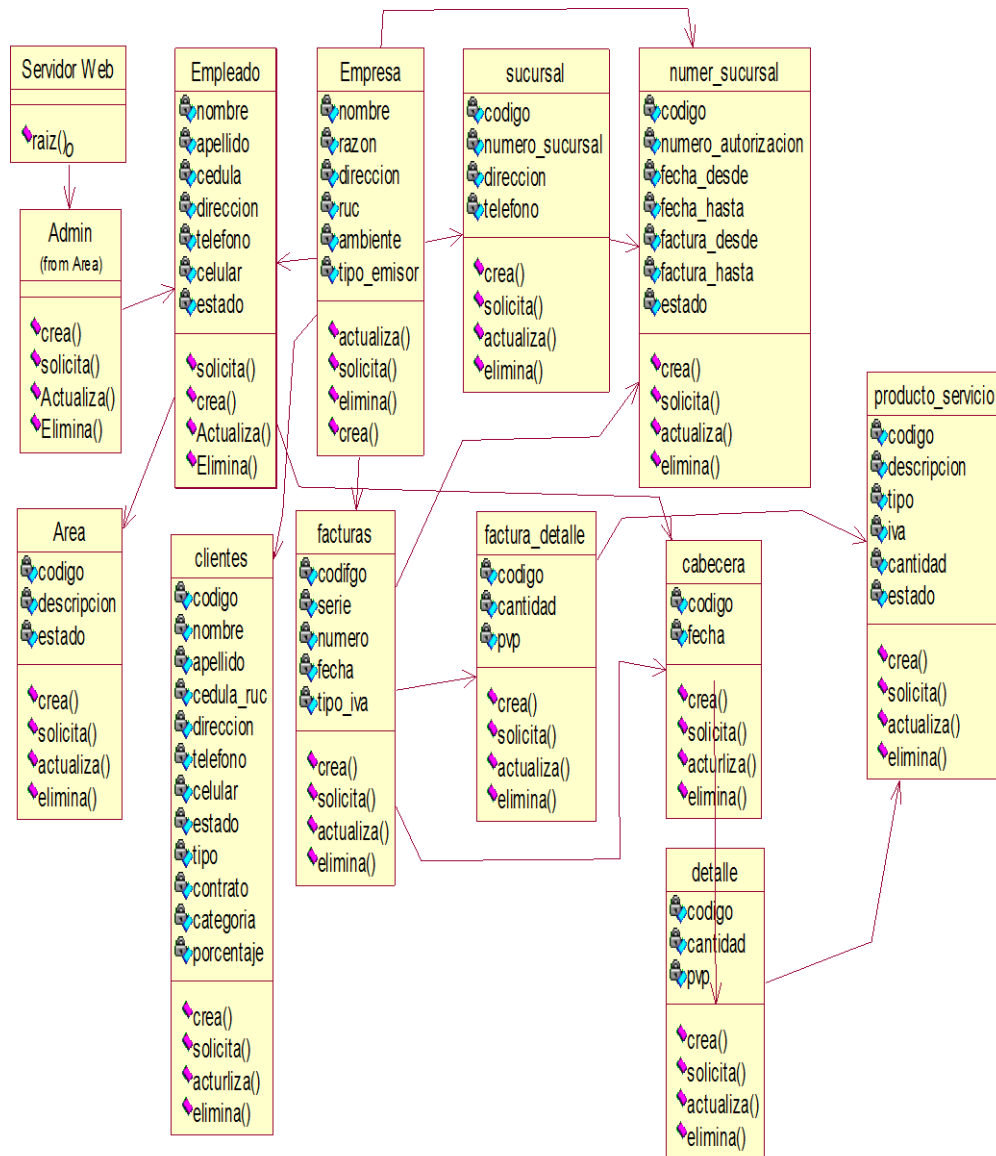 Servidor Web
raiz()
Admin
(from Area)
crea()
solicita()
Actualiza()
Elimina()
Empleado
nombre
apellido
cedula
direccion
telefono
celular
estado
solicita()
crea()
Actualiza()
Elimina()
Empresa
nombre
razon
direccion
ruc
ambiente
tipo_emisor
actualiza()
solicita()
elimina()
crea()
sucursal
codigo
numero_sucursal
direccion
telefono
crea()
solicita()
actualiza()
elimina()
numer_sucursal
codigo
numero_autorizacion
fecha_desde
fecha_hasta
factura_desde
factura_hasta
estado
crea()
solicita()
actualiza()
elimina()
producto_servicio
codigo
descripcion
tipo
iva
cantidad
estado
crea()
solicita()
actualiza()
elimina()
Area
codigo
descripcion
estado
crea()
solicita()
actualiza()
elimina()
clientes
codigo
nombre
apellido
cedula_ruc
direccion
telefono
celular
estado
tipo
contrato
categoria
porcentaje
crea()
solicita()
acturliza()
elimina()
facturas
codifgo
serie
numero
fecha
tipo_iva
crea()
solicita()
actualiza()
elimina()
factura_detalle
codigo
cantidad
pvp
crea()
solicita()
actualiza()
elimina()
cabecera
codigo
fecha
crea()
solicita()
acturliza()
elimina()
detalle
codigo
cantidad
pvp
crea()
solicita()
actualiza()
elimina()